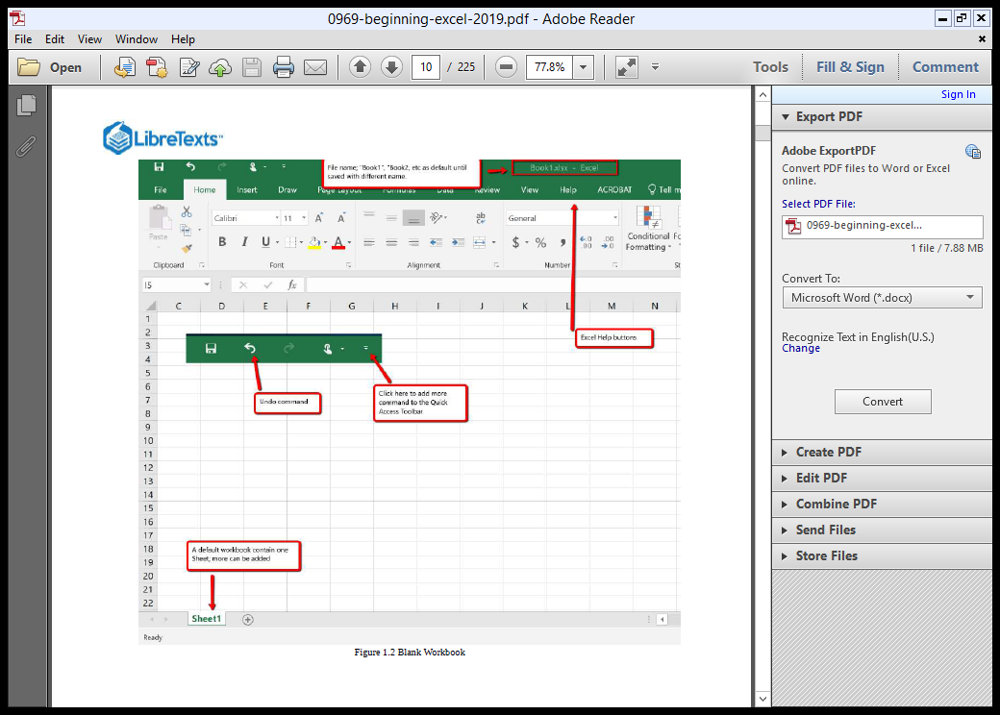 0969-beginning-excel-2019.pdf - Adobe Reader
File Edit View Window Help
Open 10 / 225 77.8% Tools Fill & Sign Comment
Sign In
Export PDF
Adobe ExportPDF
Convert PDF files to Word or Excel
online.
Select PDF File:
0969-beginning-excel...
1 file / 7.88 MB
Convert To:
Microsoft Word (*.docx)
Recognize Text in English(U.S.)
Change
Convert
Create PDF
Edit PDF
Combine PDF
Send Files
Store Files
LibreTexts™
File name; "Book1", "Book2, etc as default until
saved with different name.
Book1.xlsx - Excel
File Home Insert Draw Page Layout Formulas Data Review View Help ACROBAT Tell m
Paste
Calibri 11
General
B I U A
$ % , .00
Conditional Fo
Formatting
Clipboard Font Alignment Number St
I5 fx
C D E F G H I J K L M N
1
2
3
4
5
6
7
8
9
10
11
12
13
14
15
16
17
18
19
20
21
22
Excel Help buttons
Undo command
Click here to add more
command to the Quick
Access Toolbar
A default workbook contain one
Sheet; more can be added
Sheet1
Ready
Figure 1.2 Blank Workbook